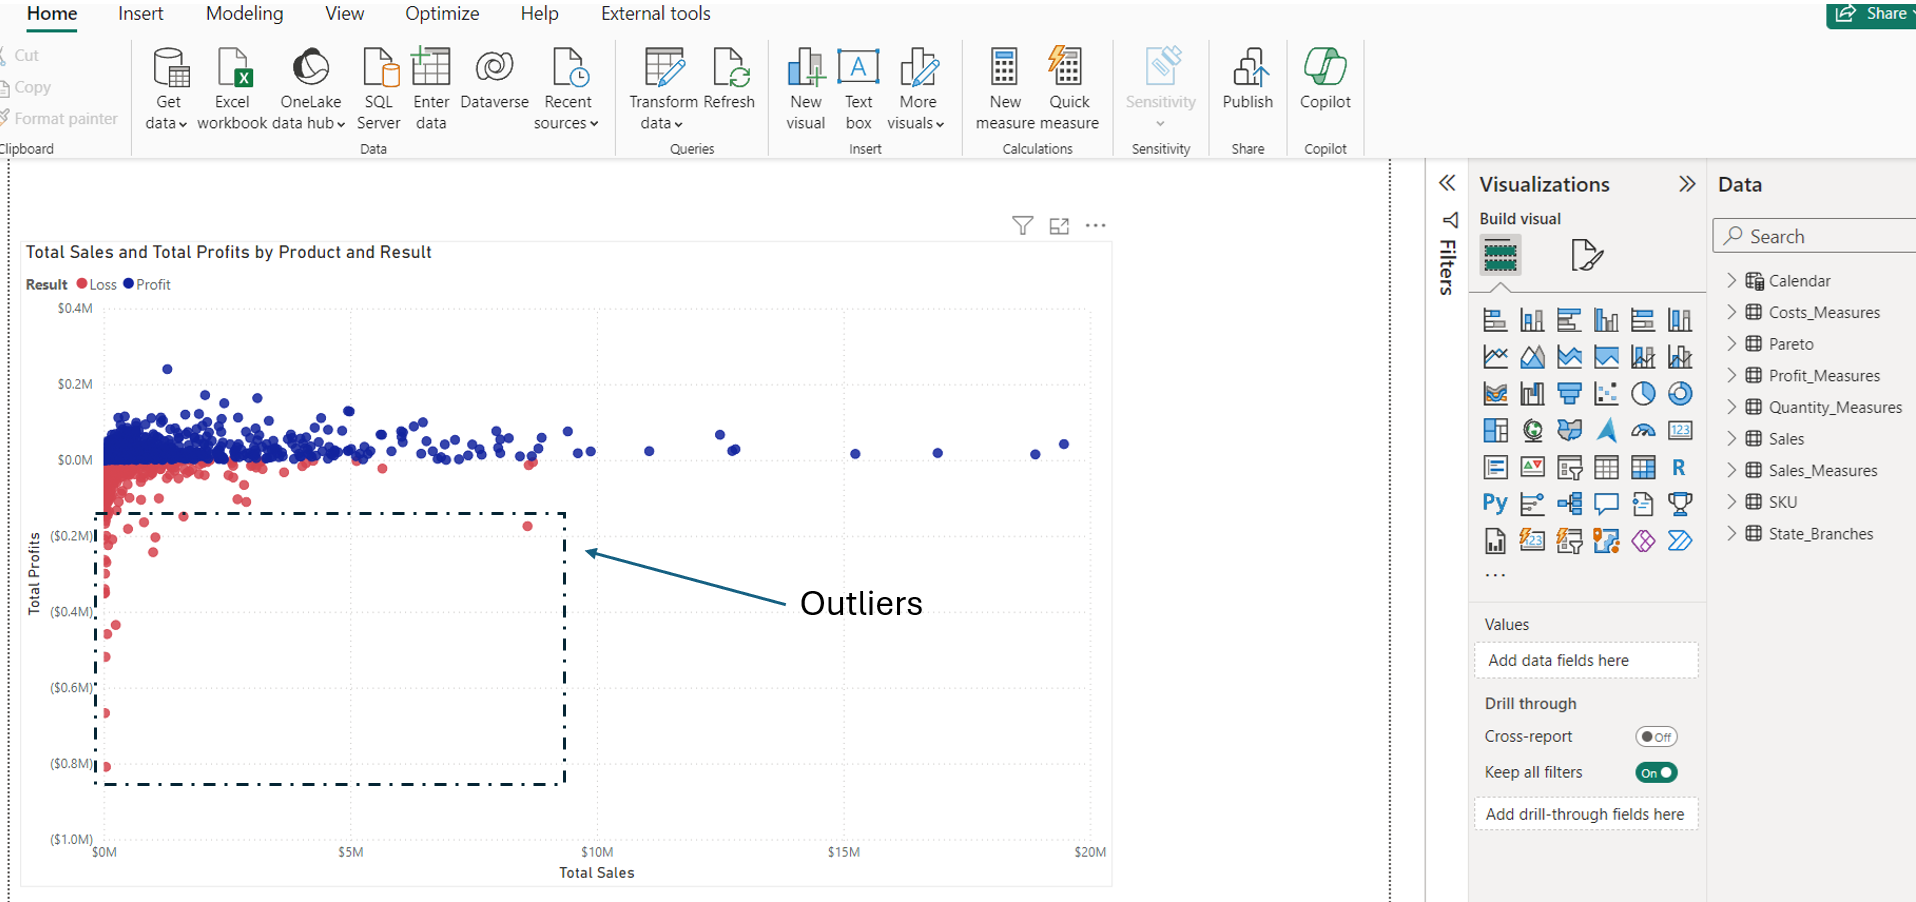 Home Insert Modeling View Optimize Help External tools
Share
Cut
Copy
Format painter
Clipboard
Get data
Excel workbook
OneLake data hub
SQL Server
Enter data
Dataverse
Recent sources
Data
Transform data
Refresh
Queries
New visual
A
Text box
More visuals
Insert
New measure
Quick measure
Calculations
Sensitivity
Sensitivity
Publish
Share
Copilot
Copilot
Total Sales and Total Profits by Product and Result
Result Loss Profit
$0.4M
$0.2M
$0.0M
($0.2M)
($0.4M)
($0.6M)
($0.8M)
($1.0M)
Total Profits
$0M $5M $10M $15M $20M
Total Sales
Outliers
Filters
Visualizations
Build visual
123
R
Py
123
...
Values
Add data fields here
Drill through
Cross-report Off
Keep all filters On
Add drill-through fields here
Data
Search
Calendar
Costs_Measures
Pareto
Profit_Measures
Quantity_Measures
Sales
Sales_Measures
SKU
State_Branches